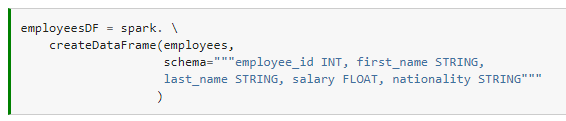 employeesDF = spark. \
    createDataFrame(employees,
                    schema="""employee_id INT, first_name STRING,
                    last_name STRING, salary FLOAT, nationality STRING"""
                   )